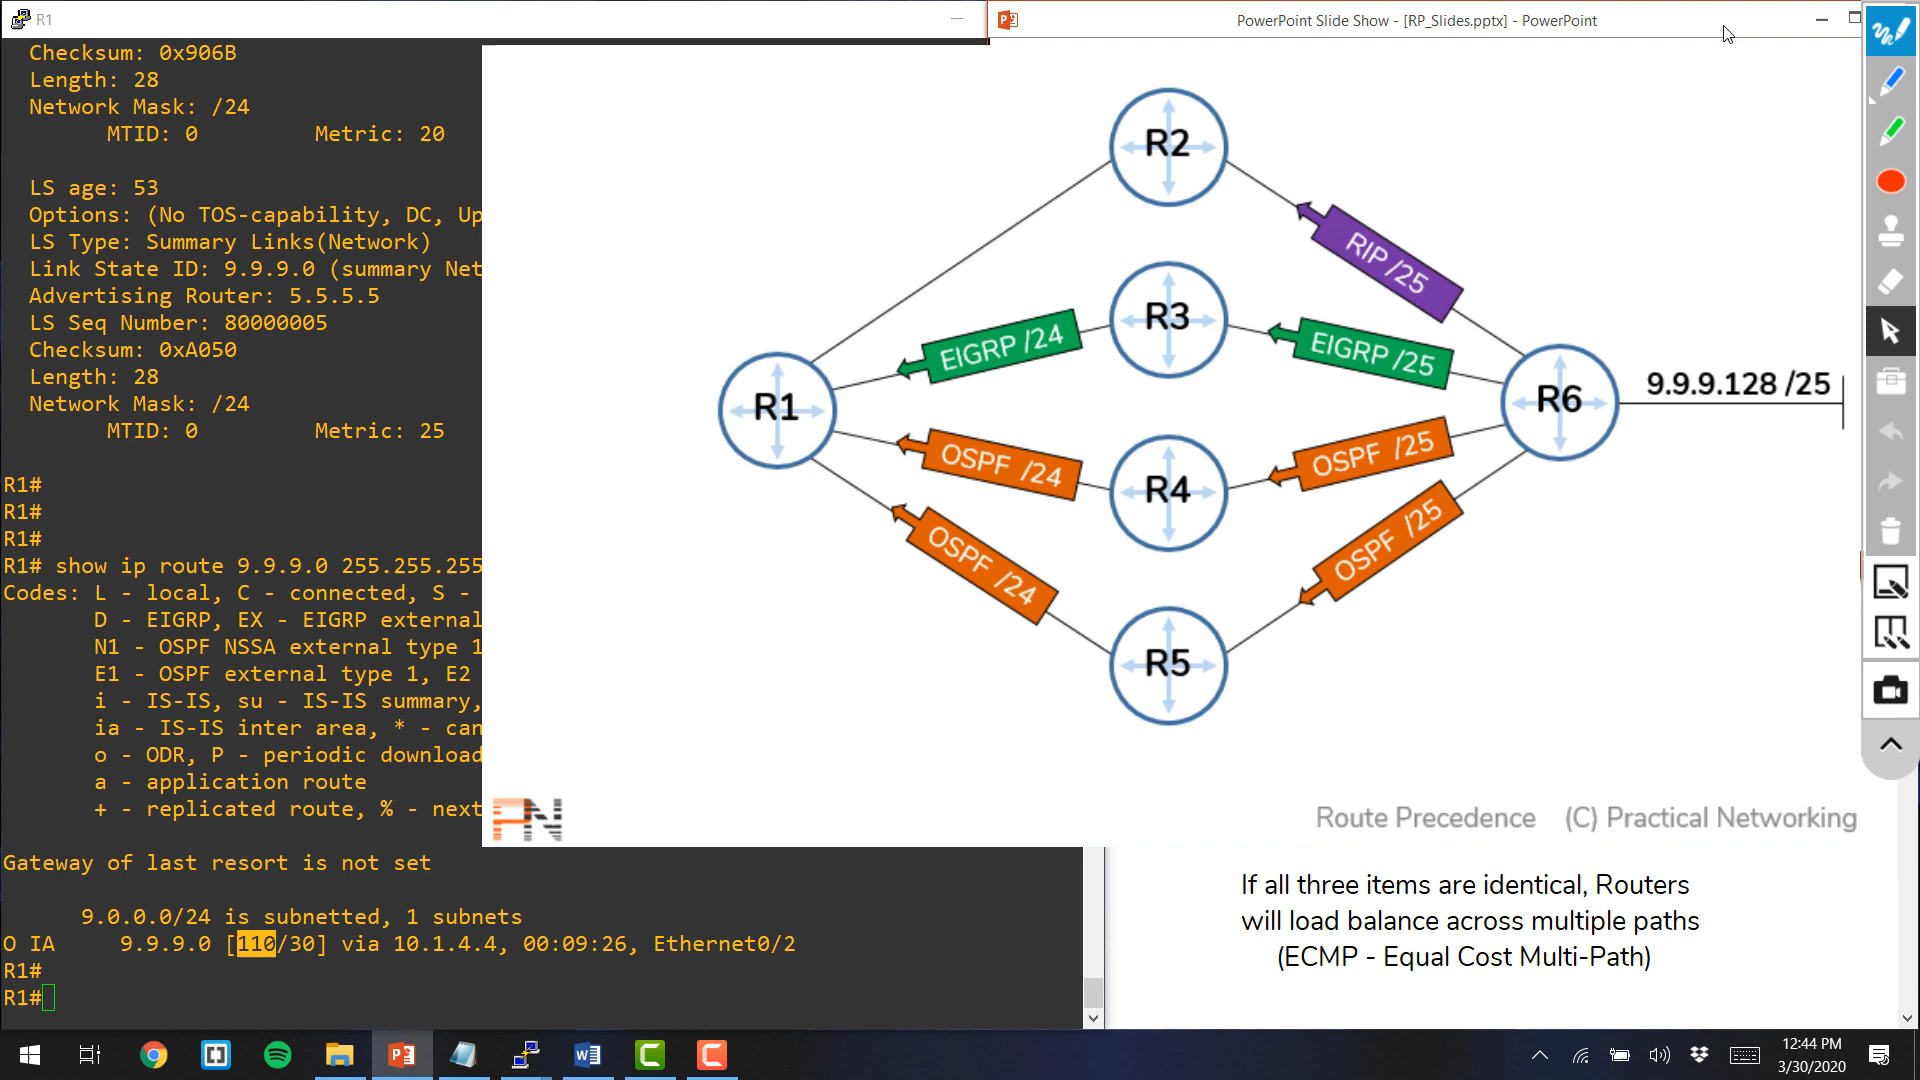 R1
PowerPoint Slide Show - [RP_Slides.pptx] - PowerPoint
Checksum: 0x906B
Length: 28
Network Mask: /24
MTID: 0 Metric: 20
LS age: 53
Options: (No TOS-capability, DC, Up
LS Type: Summary Links(Network)
Link State ID: 9.9.9.0 (summary Net
Advertising Router: 5.5.5.5
LS Seq Number: 80000005
Checksum: 0xA050
Length: 28
Network Mask: /24
MTID: 0 Metric: 25
R1#
R1#
R1#
R1# show ip route 9.9.9.0 255.255.255
Codes: L - local, C - connected, S -
D - EIGRP, EX - EIGRP external
N1 - OSPF NSSA external type 1
E1 - OSPF external type 1, E2
i - IS-IS, su - IS-IS summary,
ia - IS-IS inter area, * - can
o - ODR, P - periodic download
a - application route
+ - replicated route, % - next
Gateway of last resort is not set
9.0.0.0/24 is subnetted, 1 subnets
O IA 9.9.9.0 [110/30] via 10.1.4.4, 00:09:26, Ethernet0/2
R1#
R1#
R2
RIP /25
R3
EIGRP /24
EIGRP /25
R1
R6
9.9.9.128 /25
OSPF /24
OSPF /25
R4
OSPF /24
OSPF /25
R5
PN
Route Precedence (C) Practical Networking
If all three items are identical, Routers
will load balance across multiple paths
(ECMP - Equal Cost Multi-Path)
12:44 PM
3/30/2020